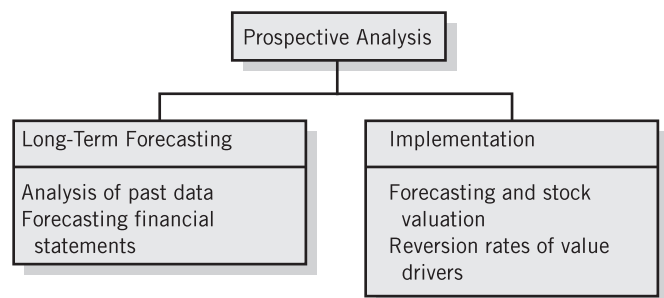 Prospective Analysis
Long-Term Forecasting
Analysis of past data
Forecasting financial
statements
Implementation
Forecasting and stock
valuation
Reversion rates of value
drivers